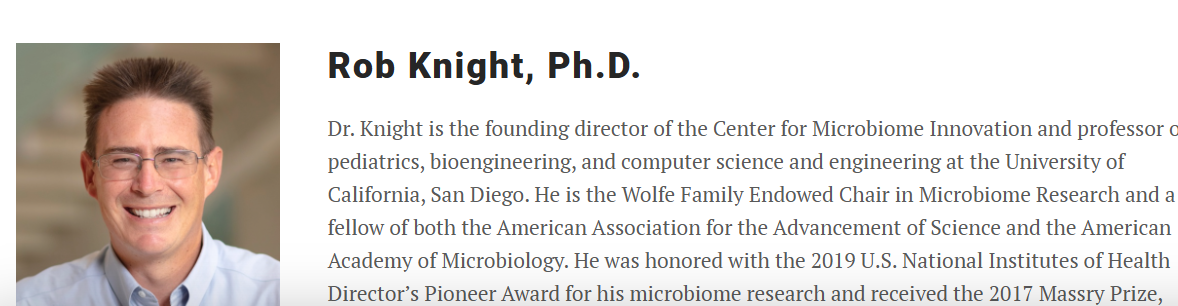 Rob Knight, Ph.D.
Dr. Knight is the founding director of the Center for Microbiome Innovation and professor o
pediatrics, bioengineering, and computer science and engineering at the University of
California, San Diego. He is the Wolfe Family Endowed Chair in Microbiome Research and a
fellow of both the American Association for the Advancement of Science and the American
Academy of Microbiology. He was honored with the 2019 U.S. National Institutes of Health
Director’s Pioneer Award for his microbiome research and received the 2017 Massry Prize,